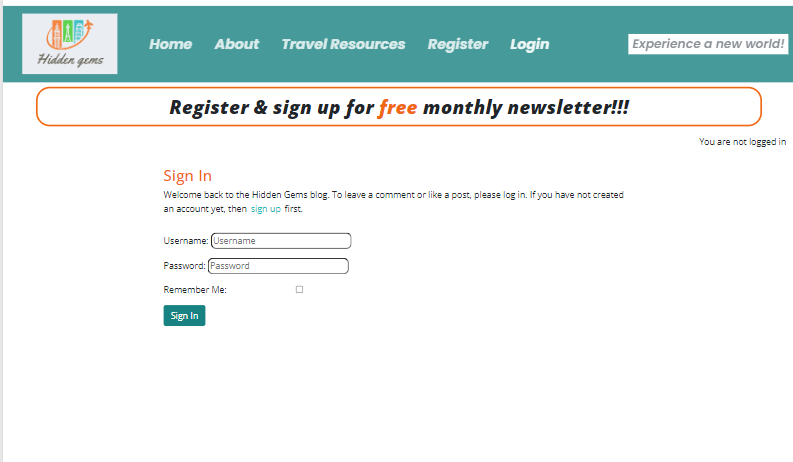 Hidden gems
Home About Travel Resources Register Login
Experience a new world!
Register & sign up for free monthly newsletter!!!
You are not logged in
Sign In
Welcome back to the Hidden Gems blog. To leave a comment or like a post, please log in. If you have not created
an account yet, then sign up first.
Username: Username
Password: Password
Remember Me:
Sign In